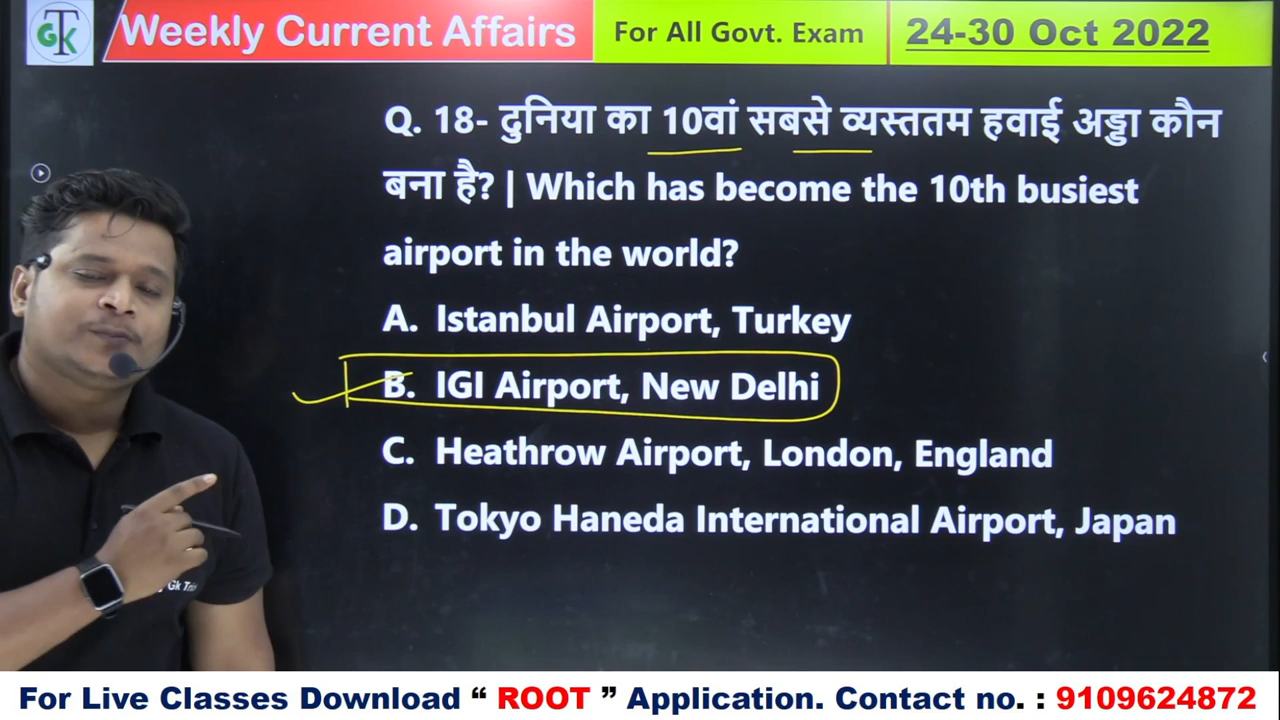 GTK
Weekly Current Affairs
For All Govt. Exam
24-30 Oct 2022
Q. 18- दुनिया का 10वां सबसे व्यस्ततम हवाई अड्डा कौन
बना है? | Which has become the 10th busiest
airport in the world?
A. Istanbul Airport, Turkey
B. IGI Airport, New Delhi
C. Heathrow Airport, London, England
D. Tokyo Haneda International Airport, Japan
Gk
For Live Classes Download “ ROOT ” Application. Contact no. : 9109624872